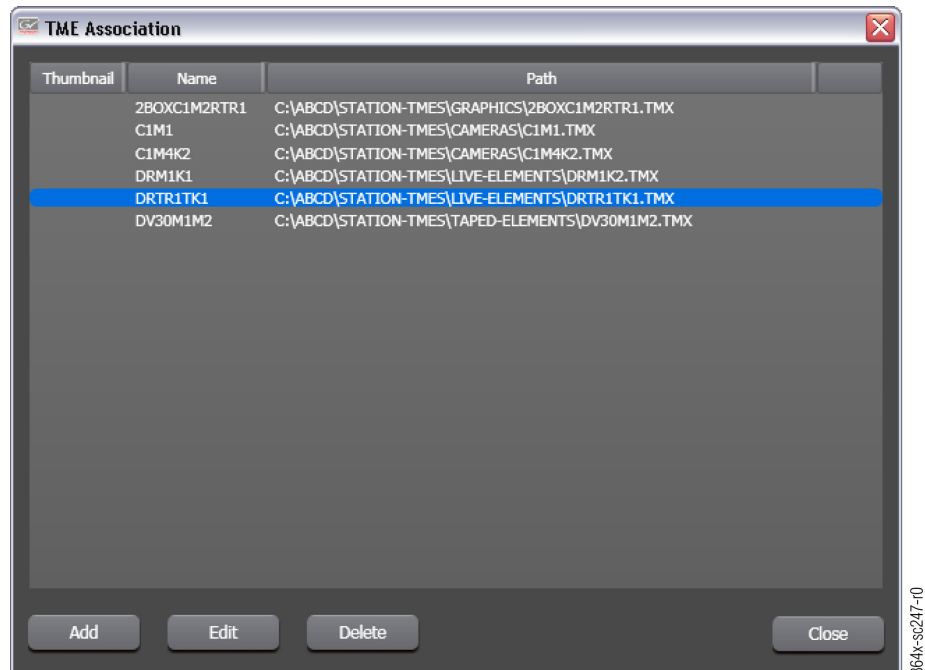 TME Association
Thumbnail Name Path
2BOXC1M2RTR1 C:\ABCD\STATION-TMES\GRAPHICS\2BOXC1M2RTR1.TMX
C1M1 C:\ABCD\STATION-TMES\CAMERAS\C1M1.TMX
C1M4K2 C:\ABCD\STATION-TMES\CAMERAS\C1M4K2.TMX
DRM1K1 C:\ABCD\STATION-TMES\LIVE-ELEMENTS\DRM1K2.TMX
DRTR1TK1 C:\ABCD\STATION-TMES\LIVE-ELEMENTS\DRTR1TK1.TMX
DV30M1M2 C:\ABCD\STATION-TMES\TAPED-ELEMENTS\DV30M1M2.TMX
Add Edit Delete Close